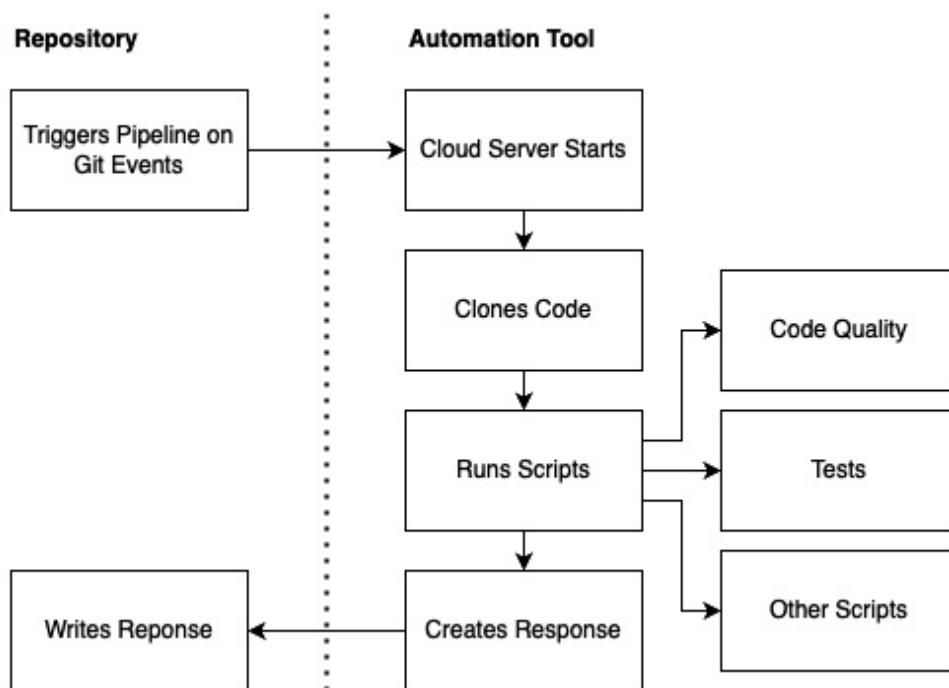 Repository
Automation Tool
Triggers Pipeline on
Git Events
Cloud Server Starts
Clones Code
Code Quality
Runs Scripts
Tests
Other Scripts
Writes Reponse
Creates Response